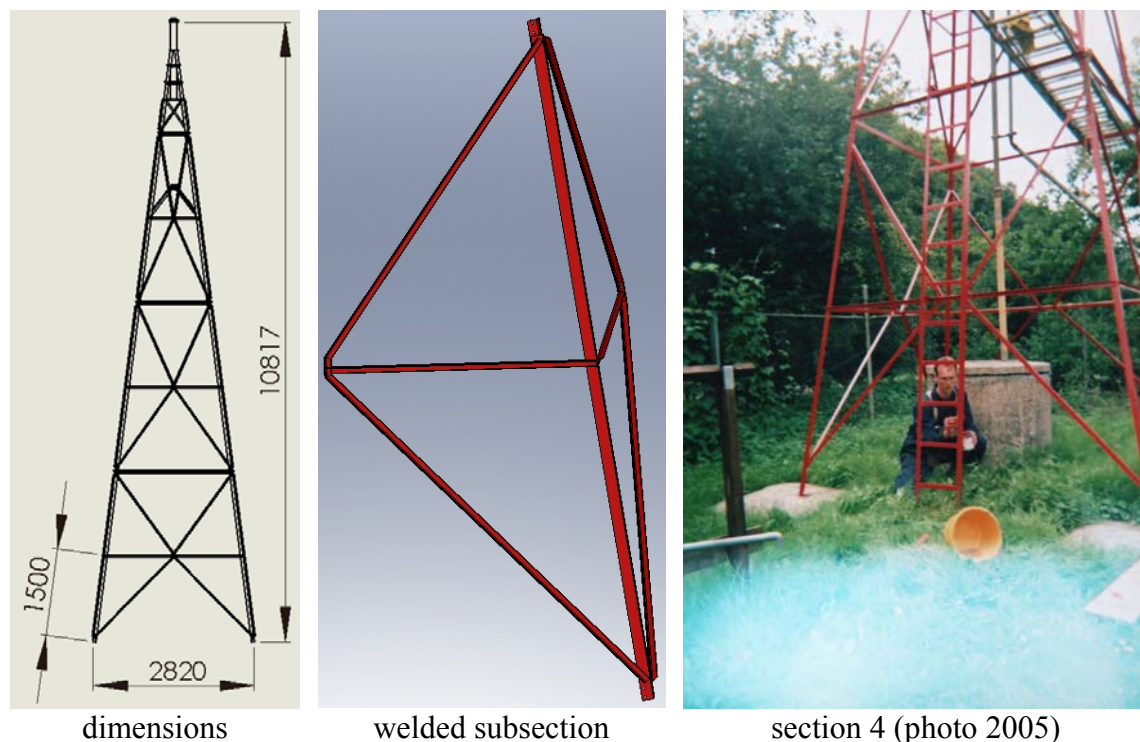 10817
1500
2820
dimensions
welded subsection
section 4 (photo 2005)